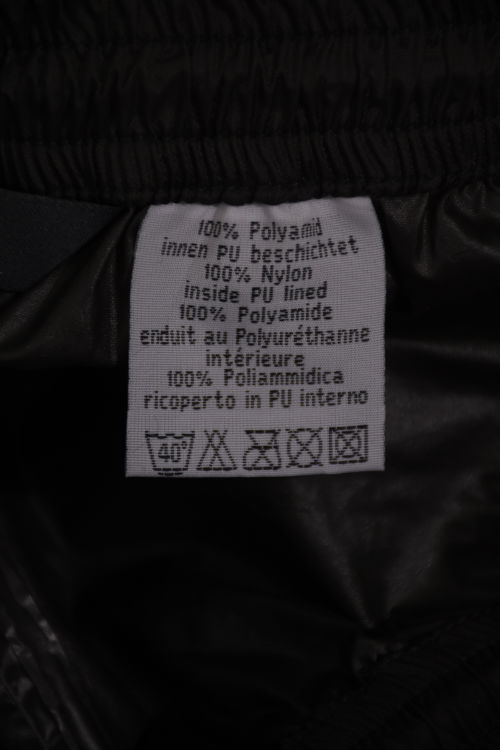 100% Polyamid
innen PU beschichtet
100% Nylon
inside PU lined
100% Polyamide
enduit au Polyuréthanne
intérieure
100% Poliammidica
ricoperto in PU interno
40°